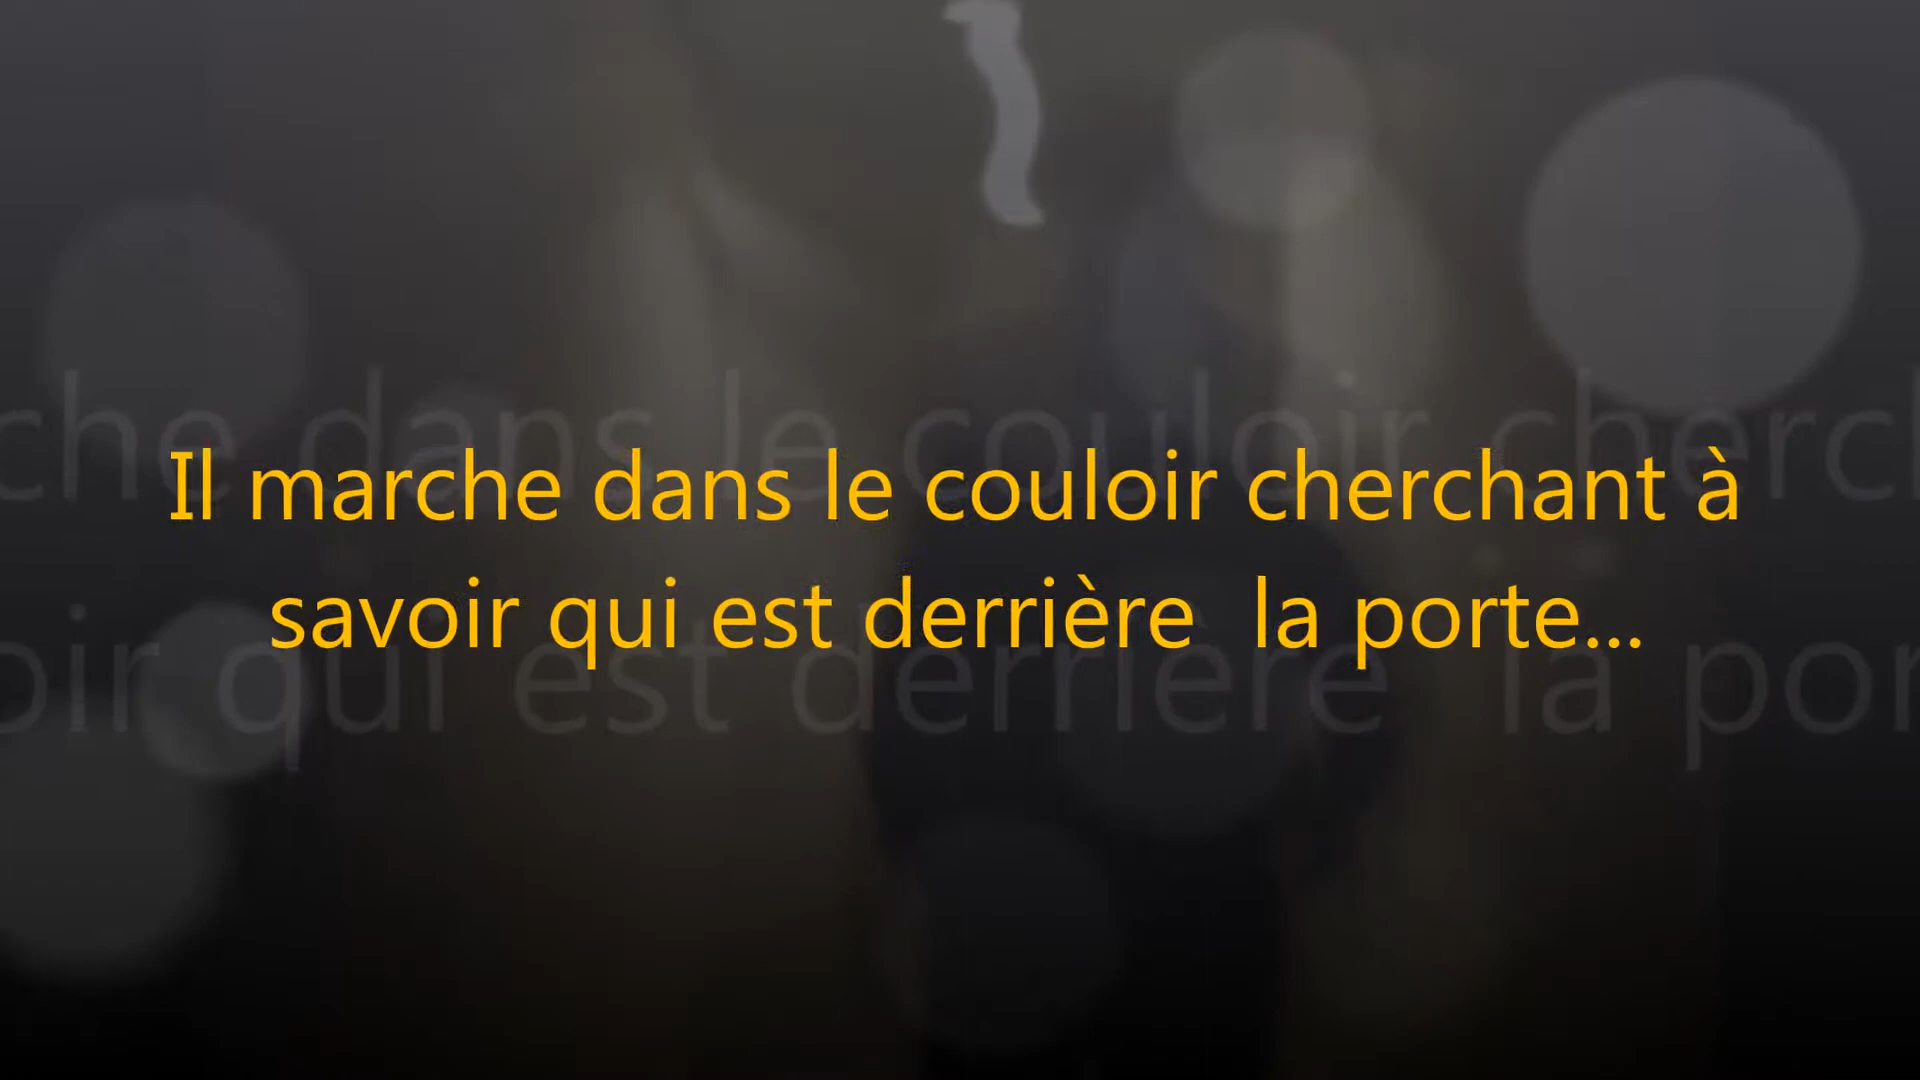 Il marche dans le couloir cherchant à
savoir qui est derrière  la porte...